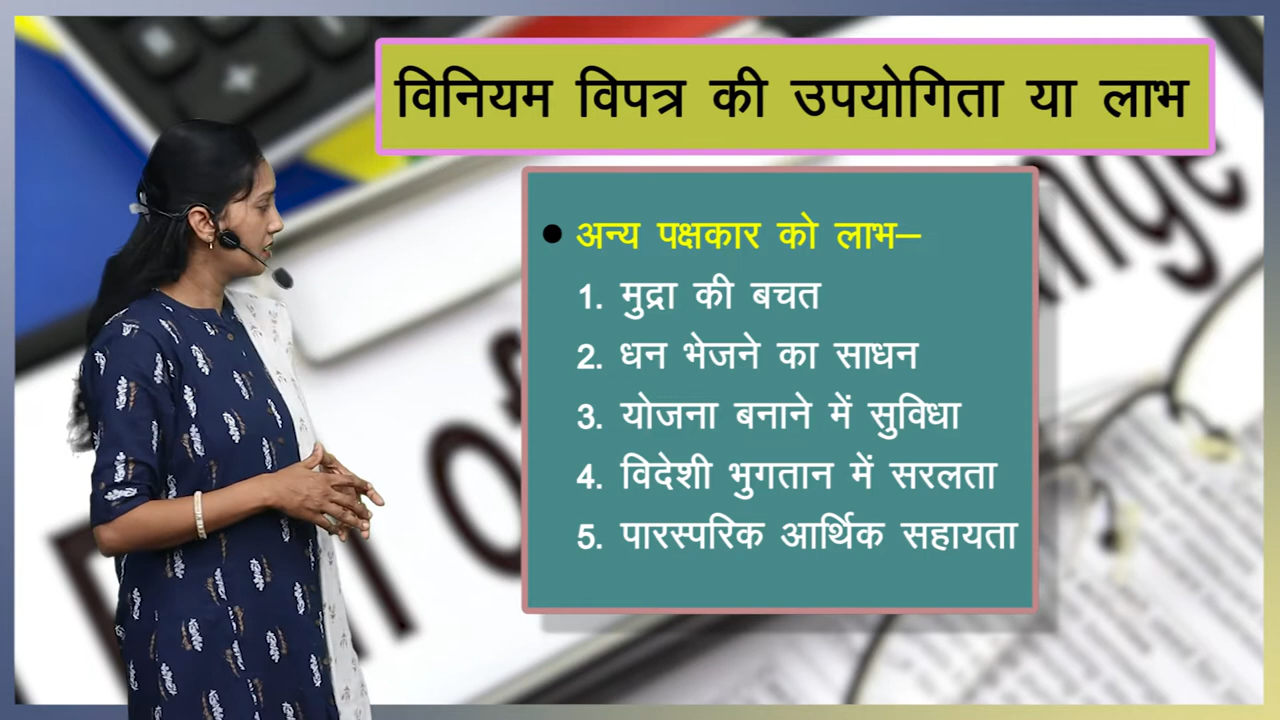 विनियम विपत्र की उपयोगिता या लाभ
• अन्य पक्षकार को लाभ–
1. मुद्रा की बचत
2. धन भेजने का साधन
3. योजना बनाने में सुविधा
4. विदेशी भुगतान में सरलता
5. पारस्परिक आर्थिक सहायता